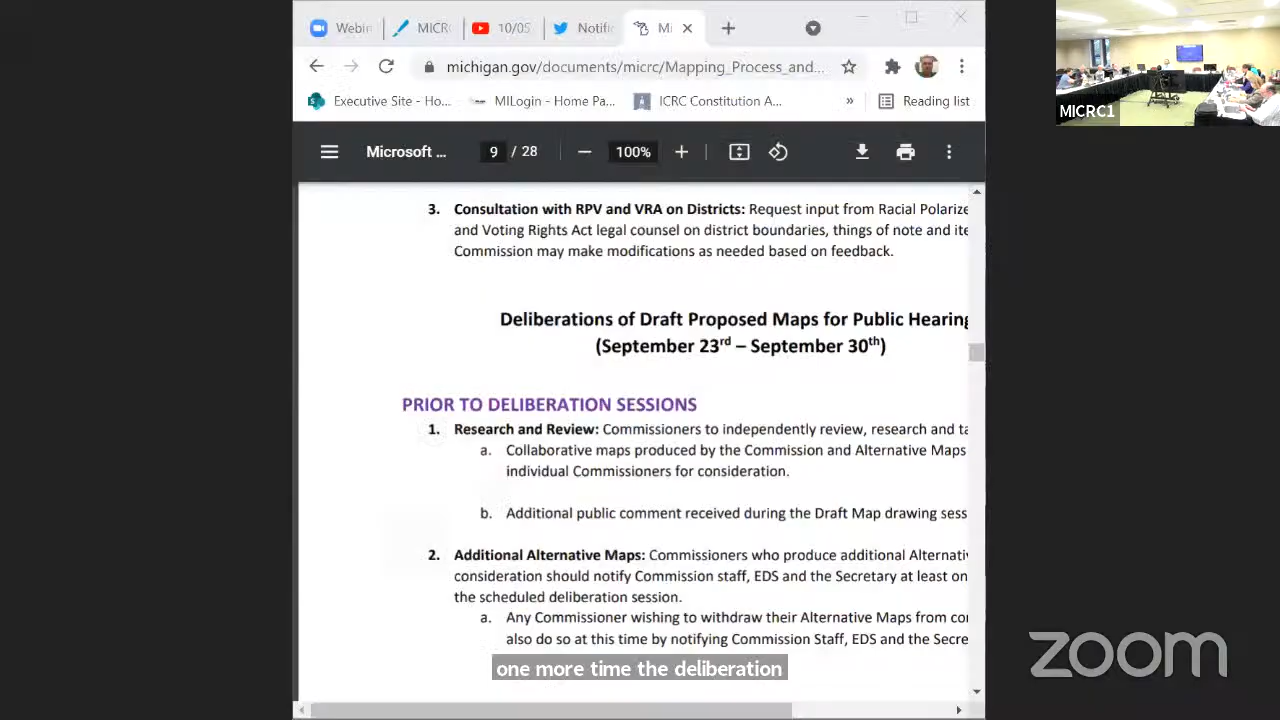 Webin
MICR
10/05
Notific
Mi
michigan.gov/documents/micrc/Mapping_Process_and...
Executive Site - Ho...
MILogin - Home Pa...
ICRC Constitution A...
»
Reading list
Microsoft ...
9 / 28
100%
3. Consultation with RPV and VRA on Districts: Request input from Racial Polarize
and Voting Rights Act legal counsel on district boundaries, things of note and ite
Commission may make modifications as needed based on feedback.
Deliberations of Draft Proposed Maps for Public Hearing
(September 23rd – September 30th)
PRIOR TO DELIBERATION SESSIONS
1. Research and Review: Commissioners to independently review, research and ta
a. Collaborative maps produced by the Commission and Alternative Maps
individual Commissioners for consideration.
b. Additional public comment received during the Draft Map drawing sess
2. Additional Alternative Maps: Commissioners who produce additional Alternativ
consideration should notify Commission staff, EDS and the Secretary at least on
the scheduled deliberation session.
a. Any Commissioner wishing to withdraw their Alternative Maps from co
also do so at this time by notifying Commission Staff, EDS and the Secre
one more time the deliberation
MICRC1
zoom